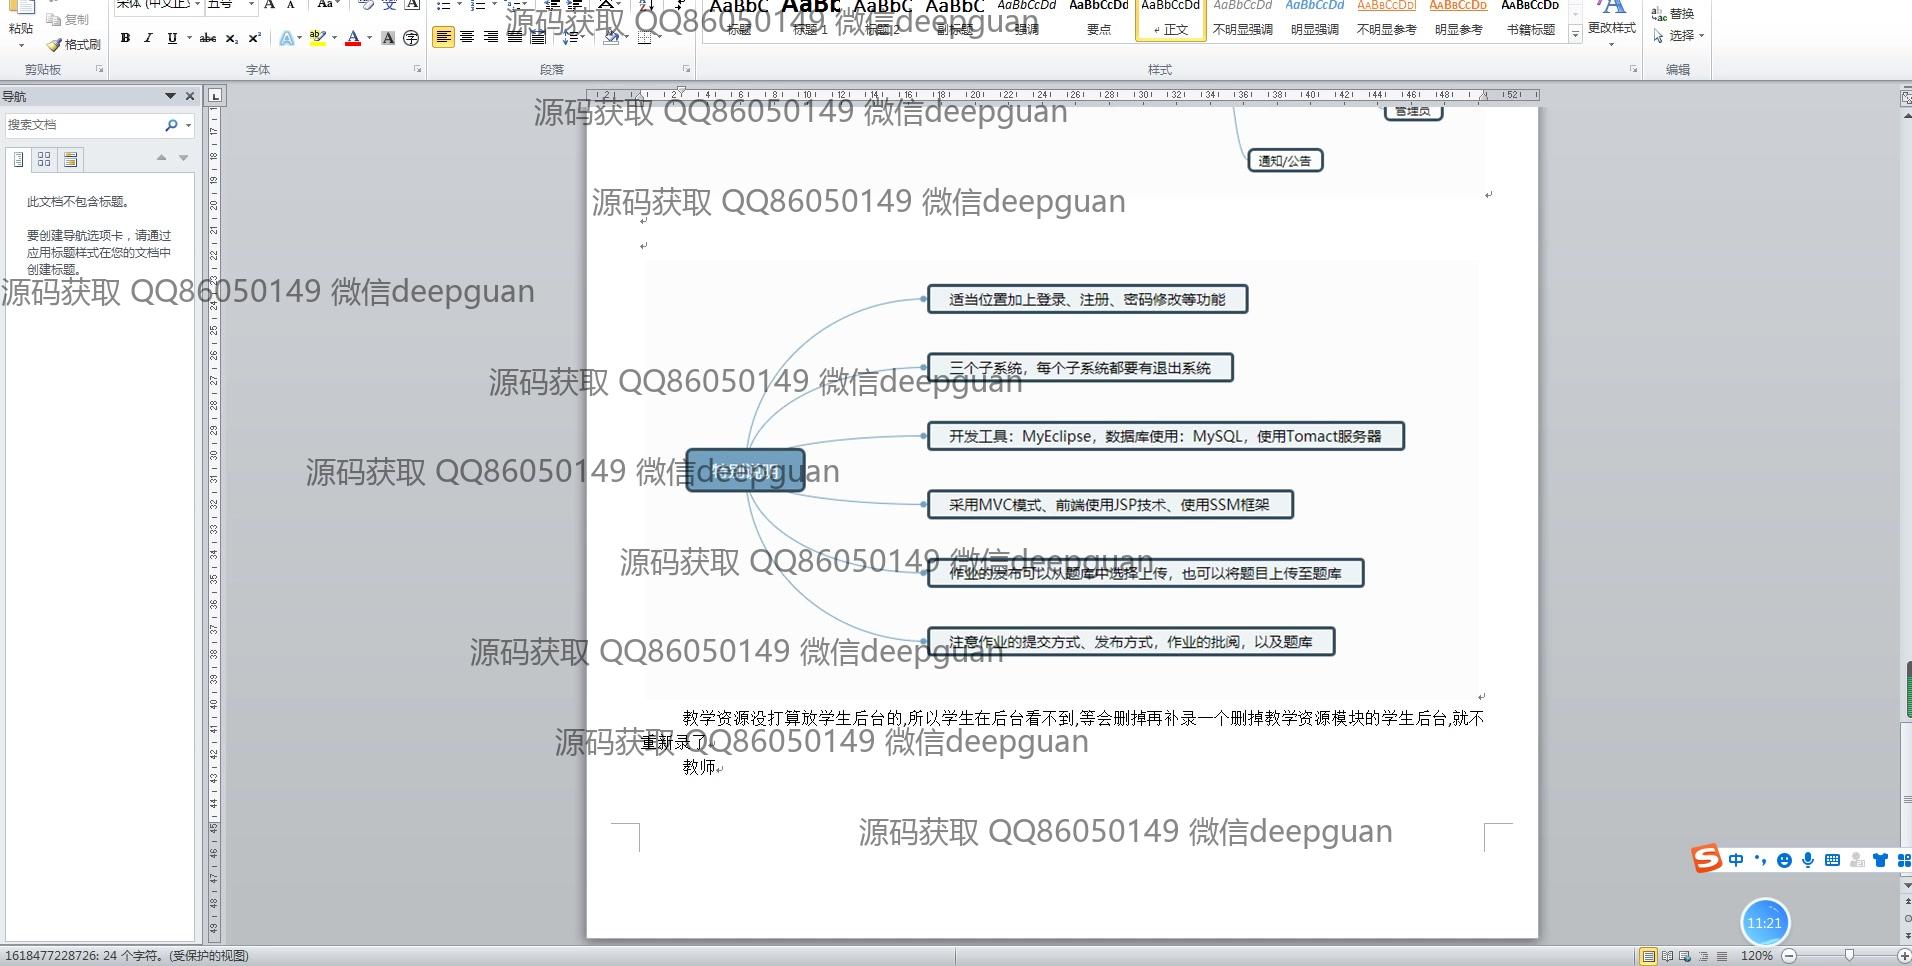 宋体 (中文正 五号 A A Aa
AaBbC AaBb AaBbC AaBbC AaBbCcDd AaBbCcDd AaBbCcDd AaBbCcDd AaBbCcDd AABBCCDD AABBCCDD AaBbCcDd
粘贴 复制 格式刷
B I U abc x₂ x² A ab A A 字
标题 标题 1 标题 2 副标题 强调 要点 正文 不明显强调 明显强调 不明显参考 明显参考 书籍标题
更改样式 替换 选择
剪贴板 字体 段落 样式 编辑
源码获取 QQ86050149 微信deepguan
导航
搜索文档
此文档不包含标题。
要创建导航选项卡，请通过
应用标题样式在您的文档中
创建标题。
源码获取 QQ86050149 微信deepguan
管理员
通知/公告
源码获取 QQ86050149 微信deepguan
源码获取 QQ86050149 微信deepguan
适当位置加上登录、注册、密码修改等功能
三个子系统，每个子系统都要有退出系统
源码获取 QQ86050149 微信deepguan
开发工具：MyEclipse，数据库使用：MySQL，使用Tomact服务器
特别说明
源码获取 QQ86050149 微信deepguan
采用MVC模式、前端使用JSP技术、使用SSM框架
源码获取 QQ86050149 微信deepguan
作业的发布可以从题库中选择上传，也可以将题目上传至题库
注意作业的提交方式、发布方式，作业的批阅，以及题库
源码获取 QQ86050149 微信deepguan
教学资源没打算放学生后台的,所以学生在后台看不到,等会删掉再补录一个删掉教学资源模块的学生后台,就不
重新录了
源码获取 QQ86050149 微信deepguan
教师
源码获取 QQ86050149 微信deepguan
中
11:21
1618477228726: 24 个字符。(受保护的视图)
120%